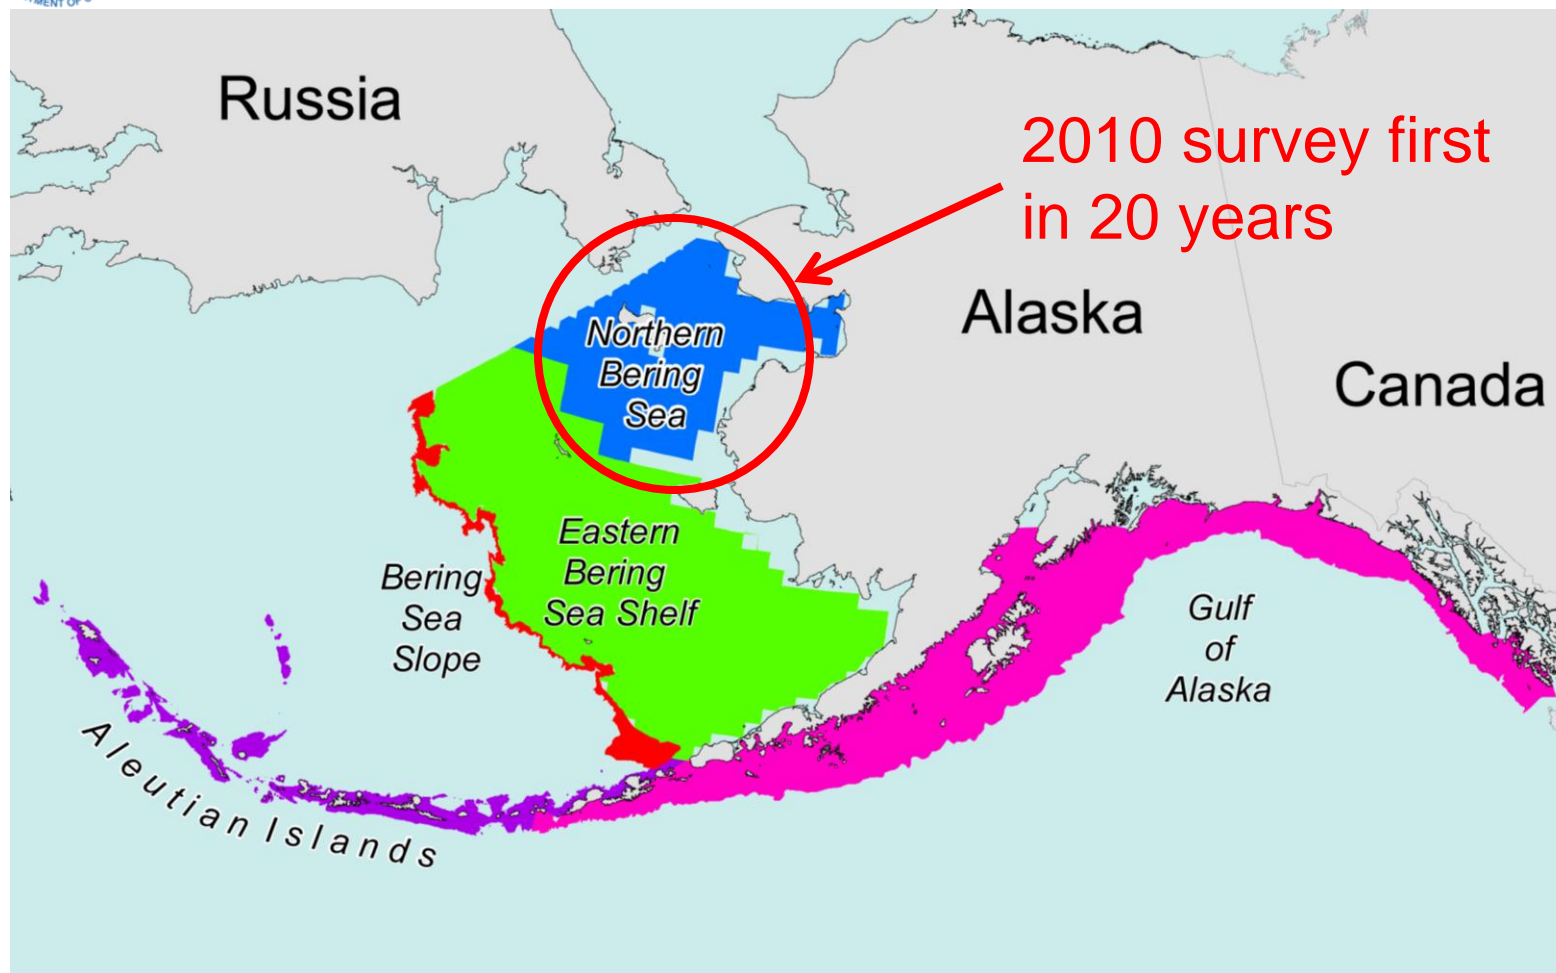 Russia
2010 survey first
in 20 years
Alaska
Canada
Northern
Bering
Sea
Eastern
Bering
Sea Shelf
Bering
Sea
Slope
Gulf
of
Alaska
Aleutian Islands